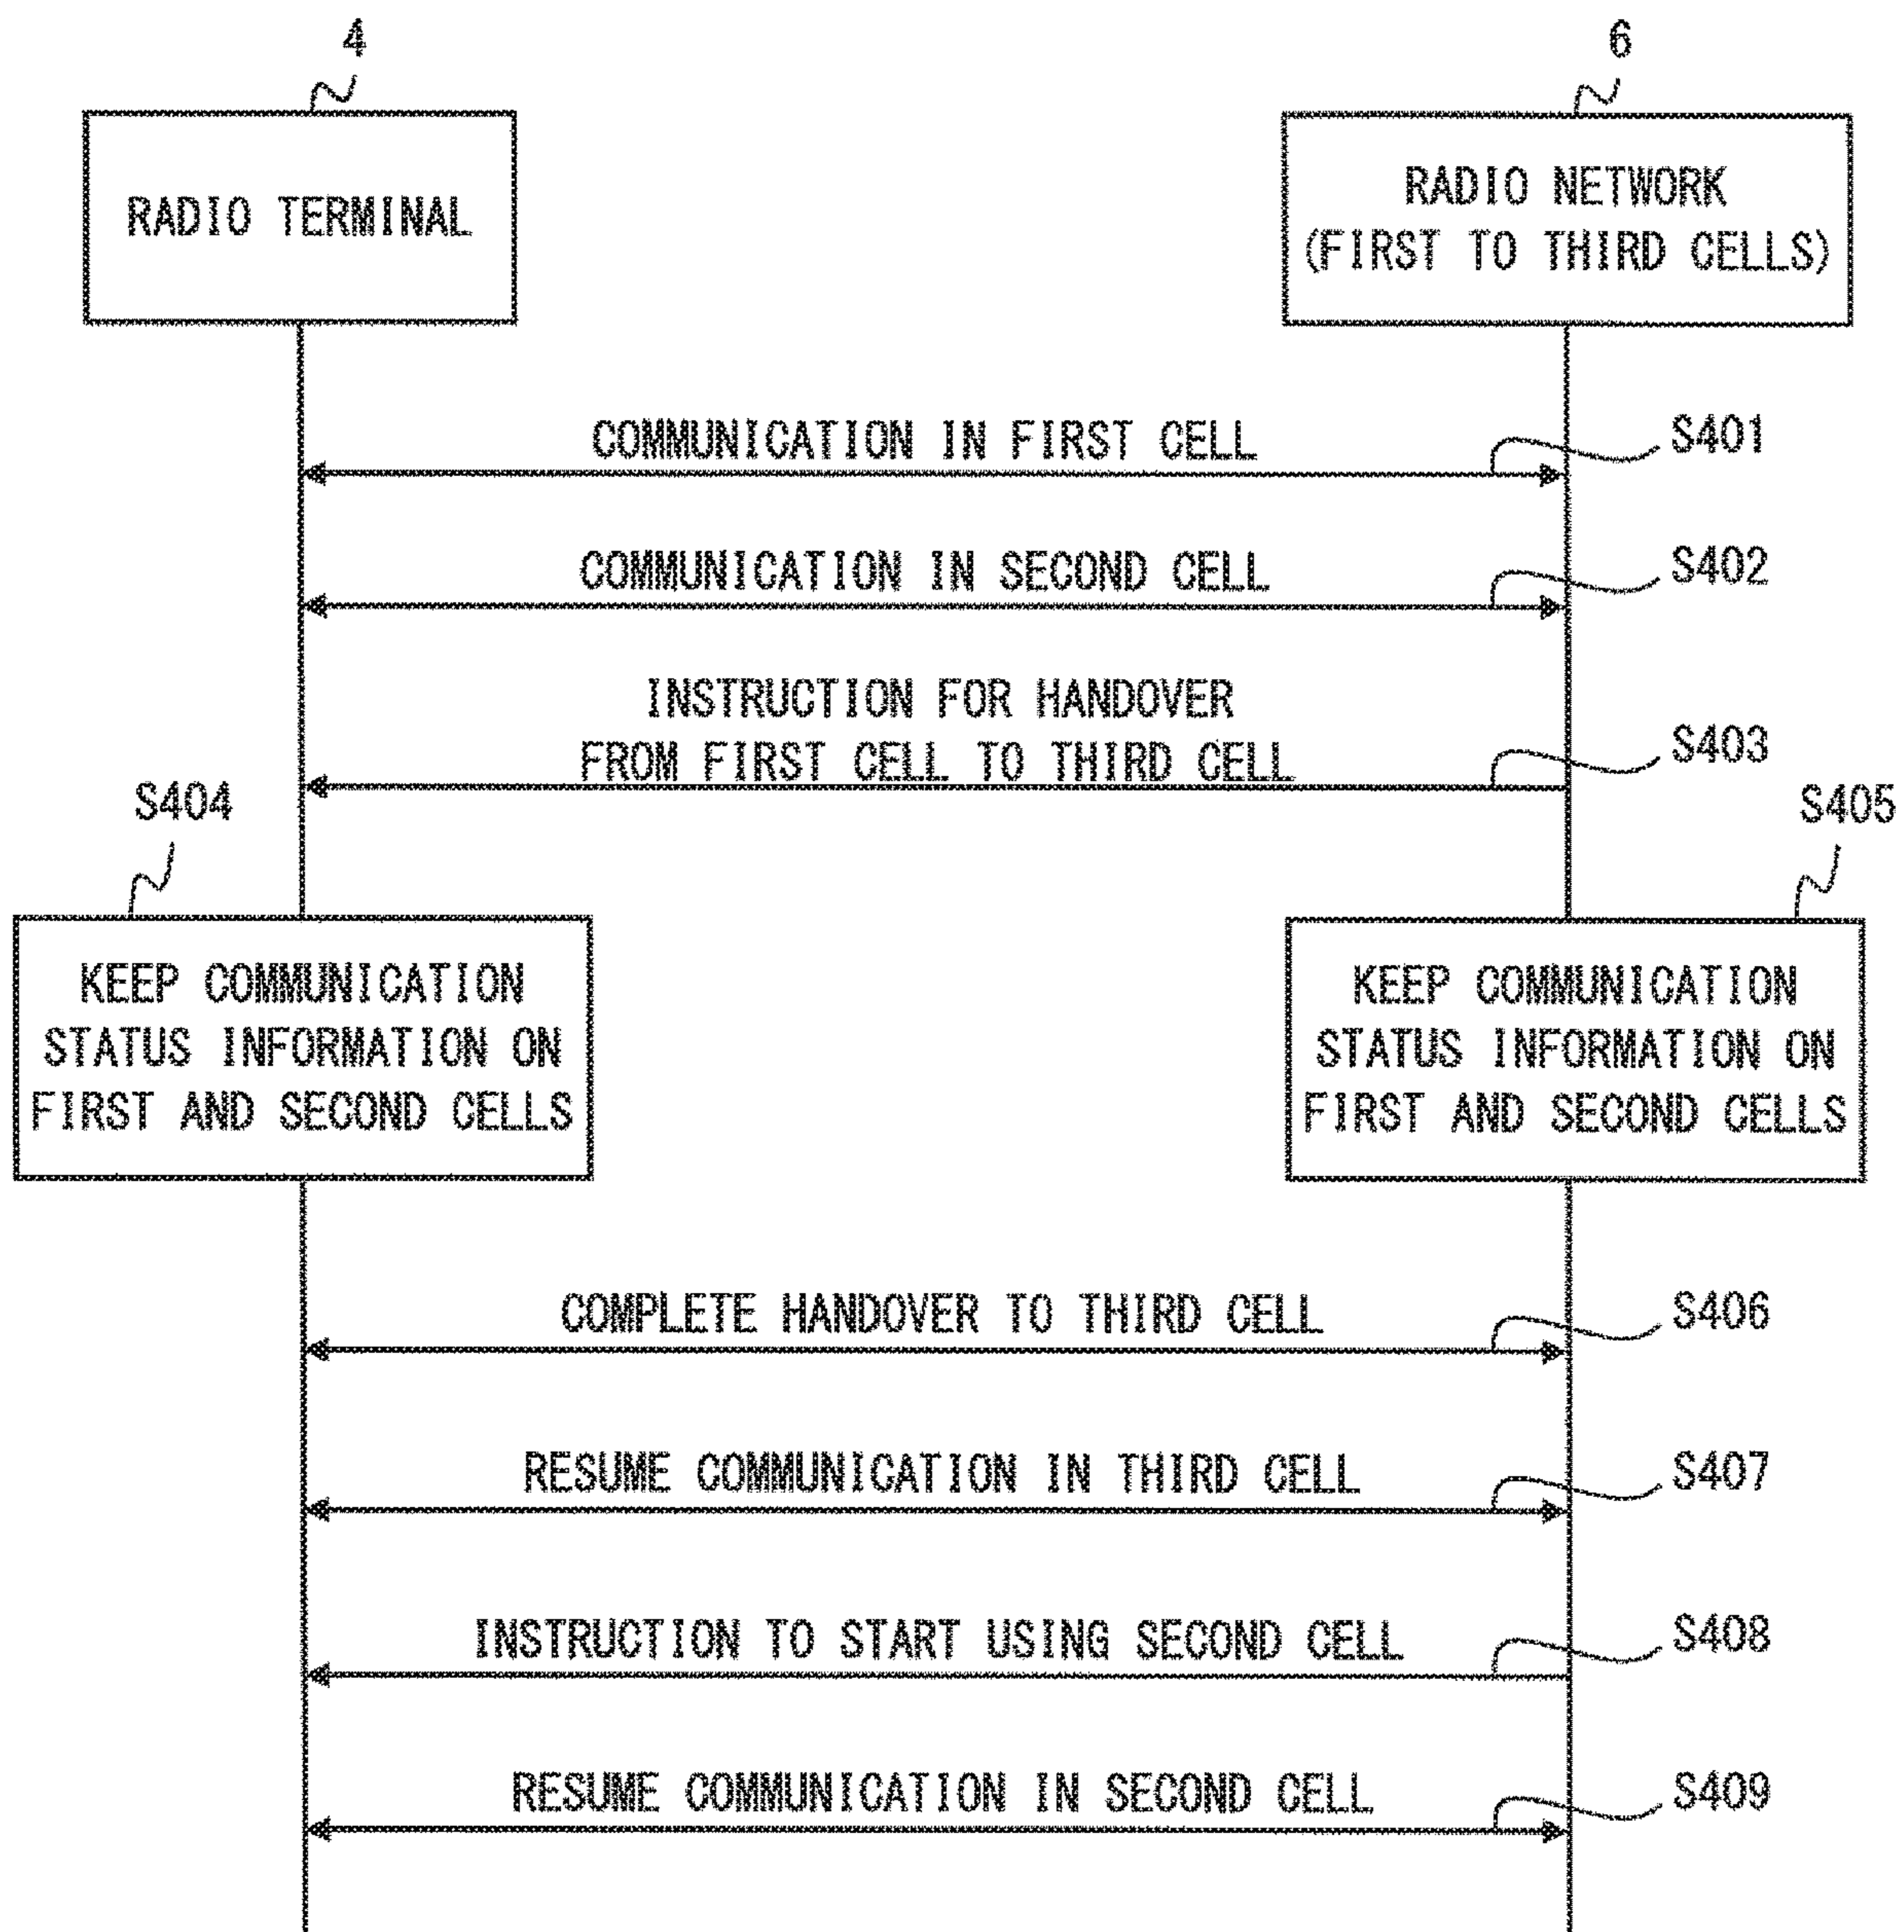 4
6
RADIO TERMINAL
RADIO NETWORK
(FIRST TO THIRD CELLS)
COMMUNICATION IN FIRST CELL
S401
COMMUNICATION IN SECOND CELL
S402
INSTRUCTION FOR HANDOVER
FROM FIRST CELL TO THIRD CELL
S403
S404
S405
KEEP COMMUNICATION
STATUS INFORMATION ON
FIRST AND SECOND CELLS
KEEP COMMUNICATION
STATUS INFORMATION ON
FIRST AND SECOND CELLS
COMPLETE HANDOVER TO THIRD CELL
S406
RESUME COMMUNICATION IN THIRD CELL
S407
INSTRUCTION TO START USING SECOND CELL
S408
RESUME COMMUNICATION IN SECOND CELL
S409